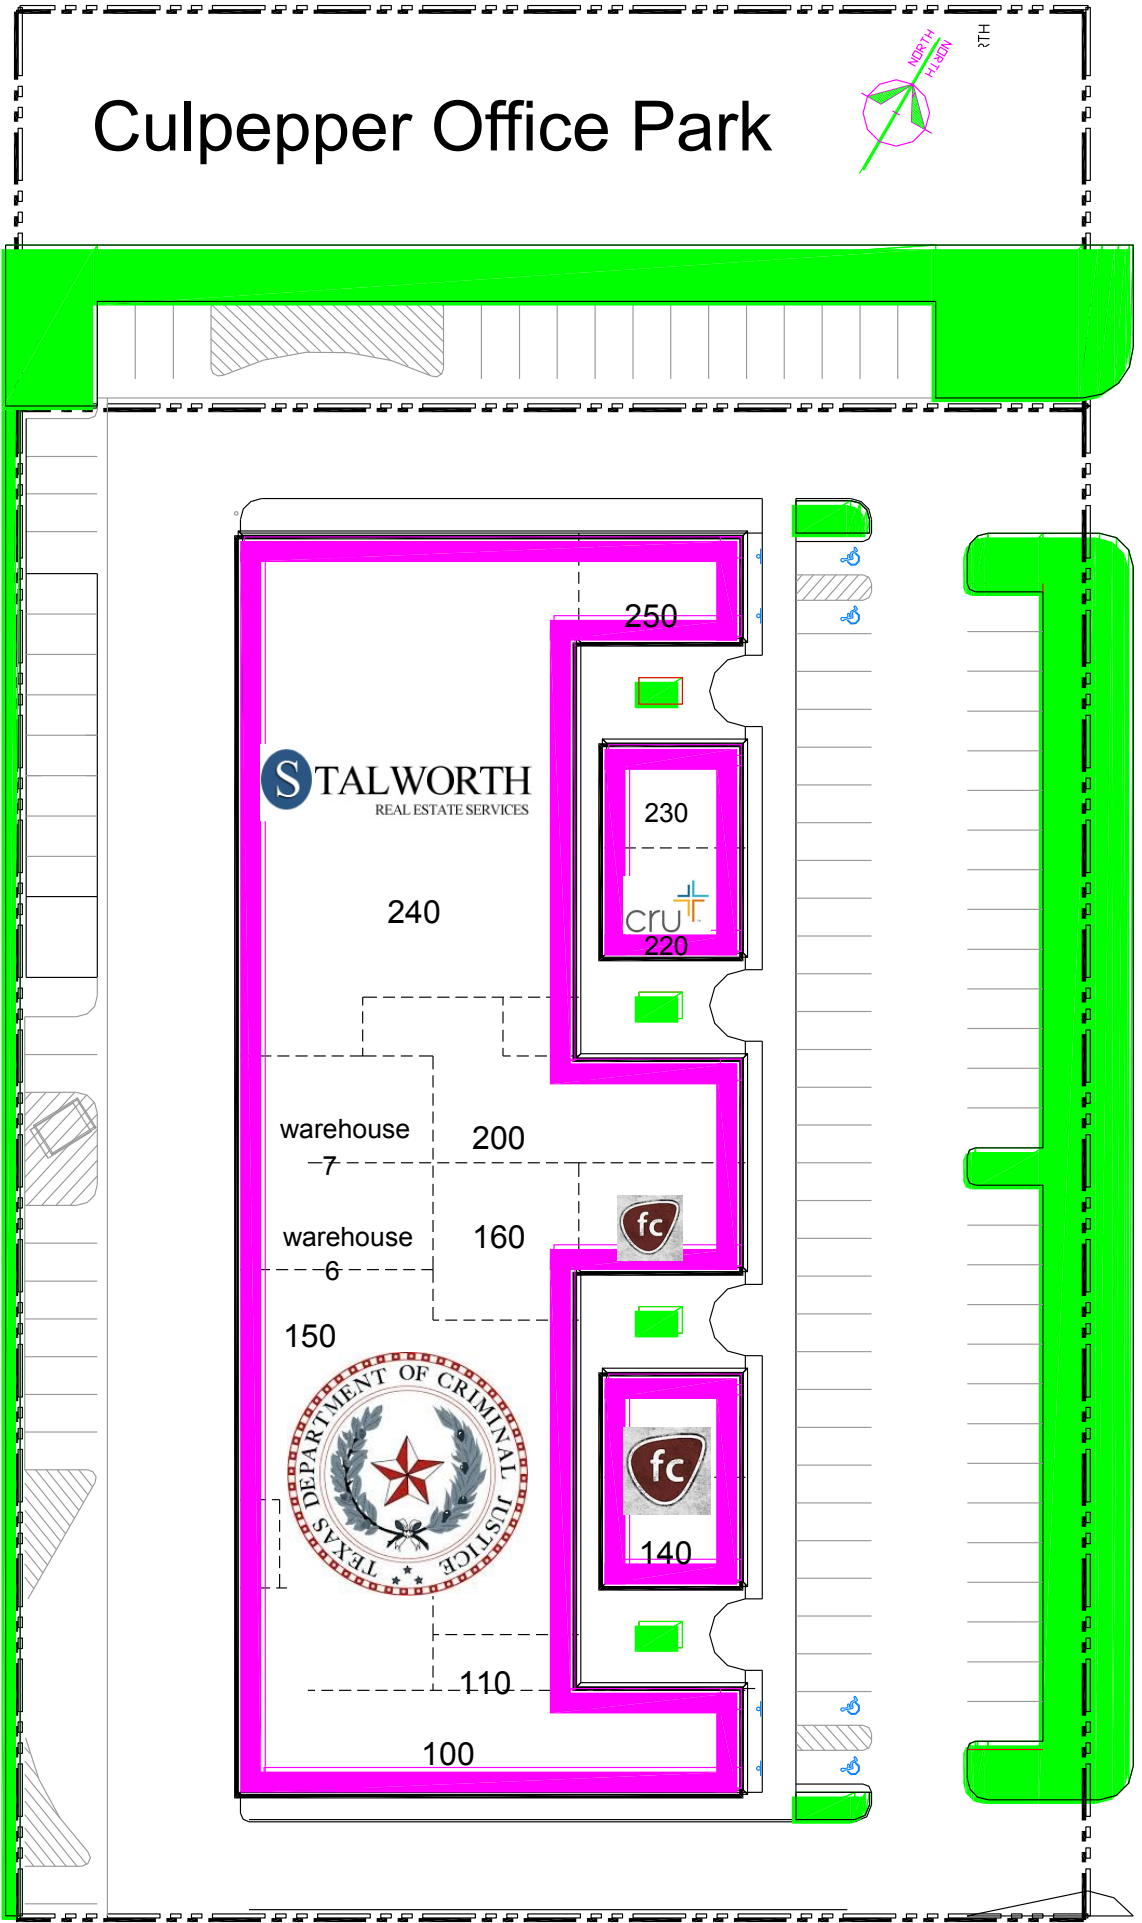 NORTH
NORTH
RTH
Culpepper Office Park
250
STALWORTH
REAL ESTATE SERVICES
230
240
cru
220
warehouse
7
200
warehouse
6
160
fc
150
TEXAS DEPARTMENT OF CRIMINAL JUSTICE
fc
140
110
100